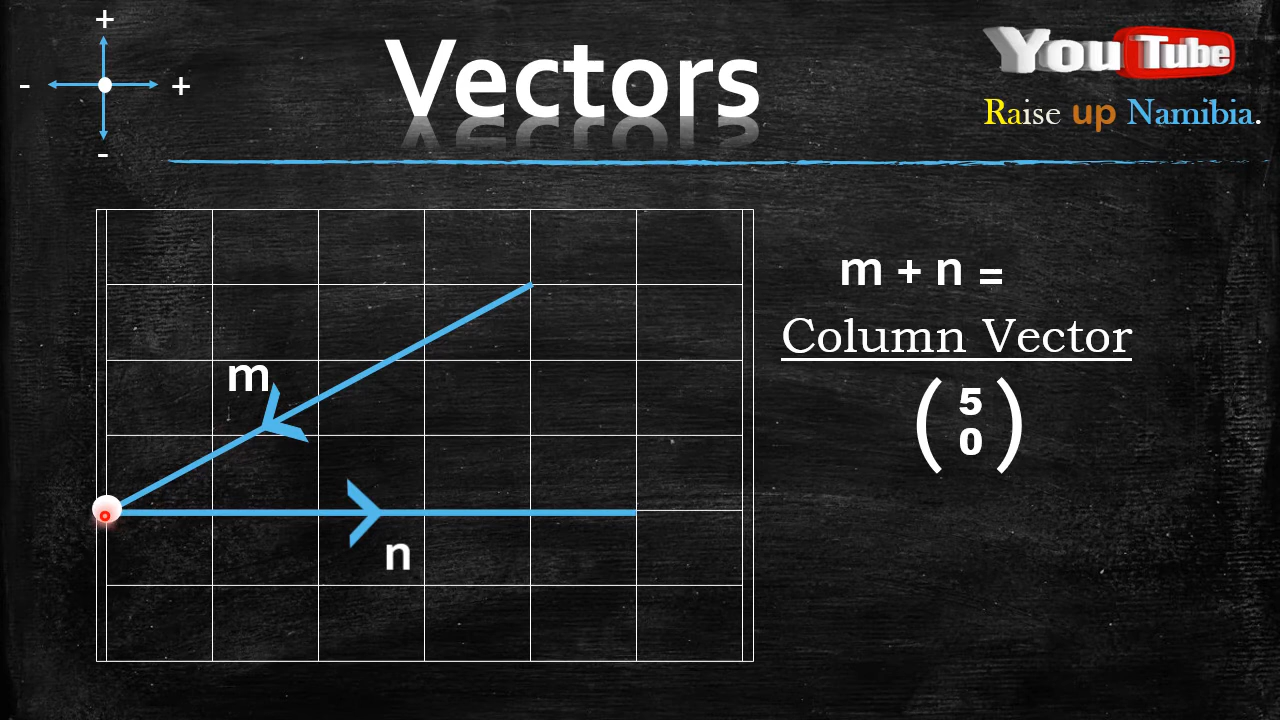 +
- +
-
Vectors
YouTube
Raise up Namibia.
m
n
m + n =
Column Vector
( 5
0 )